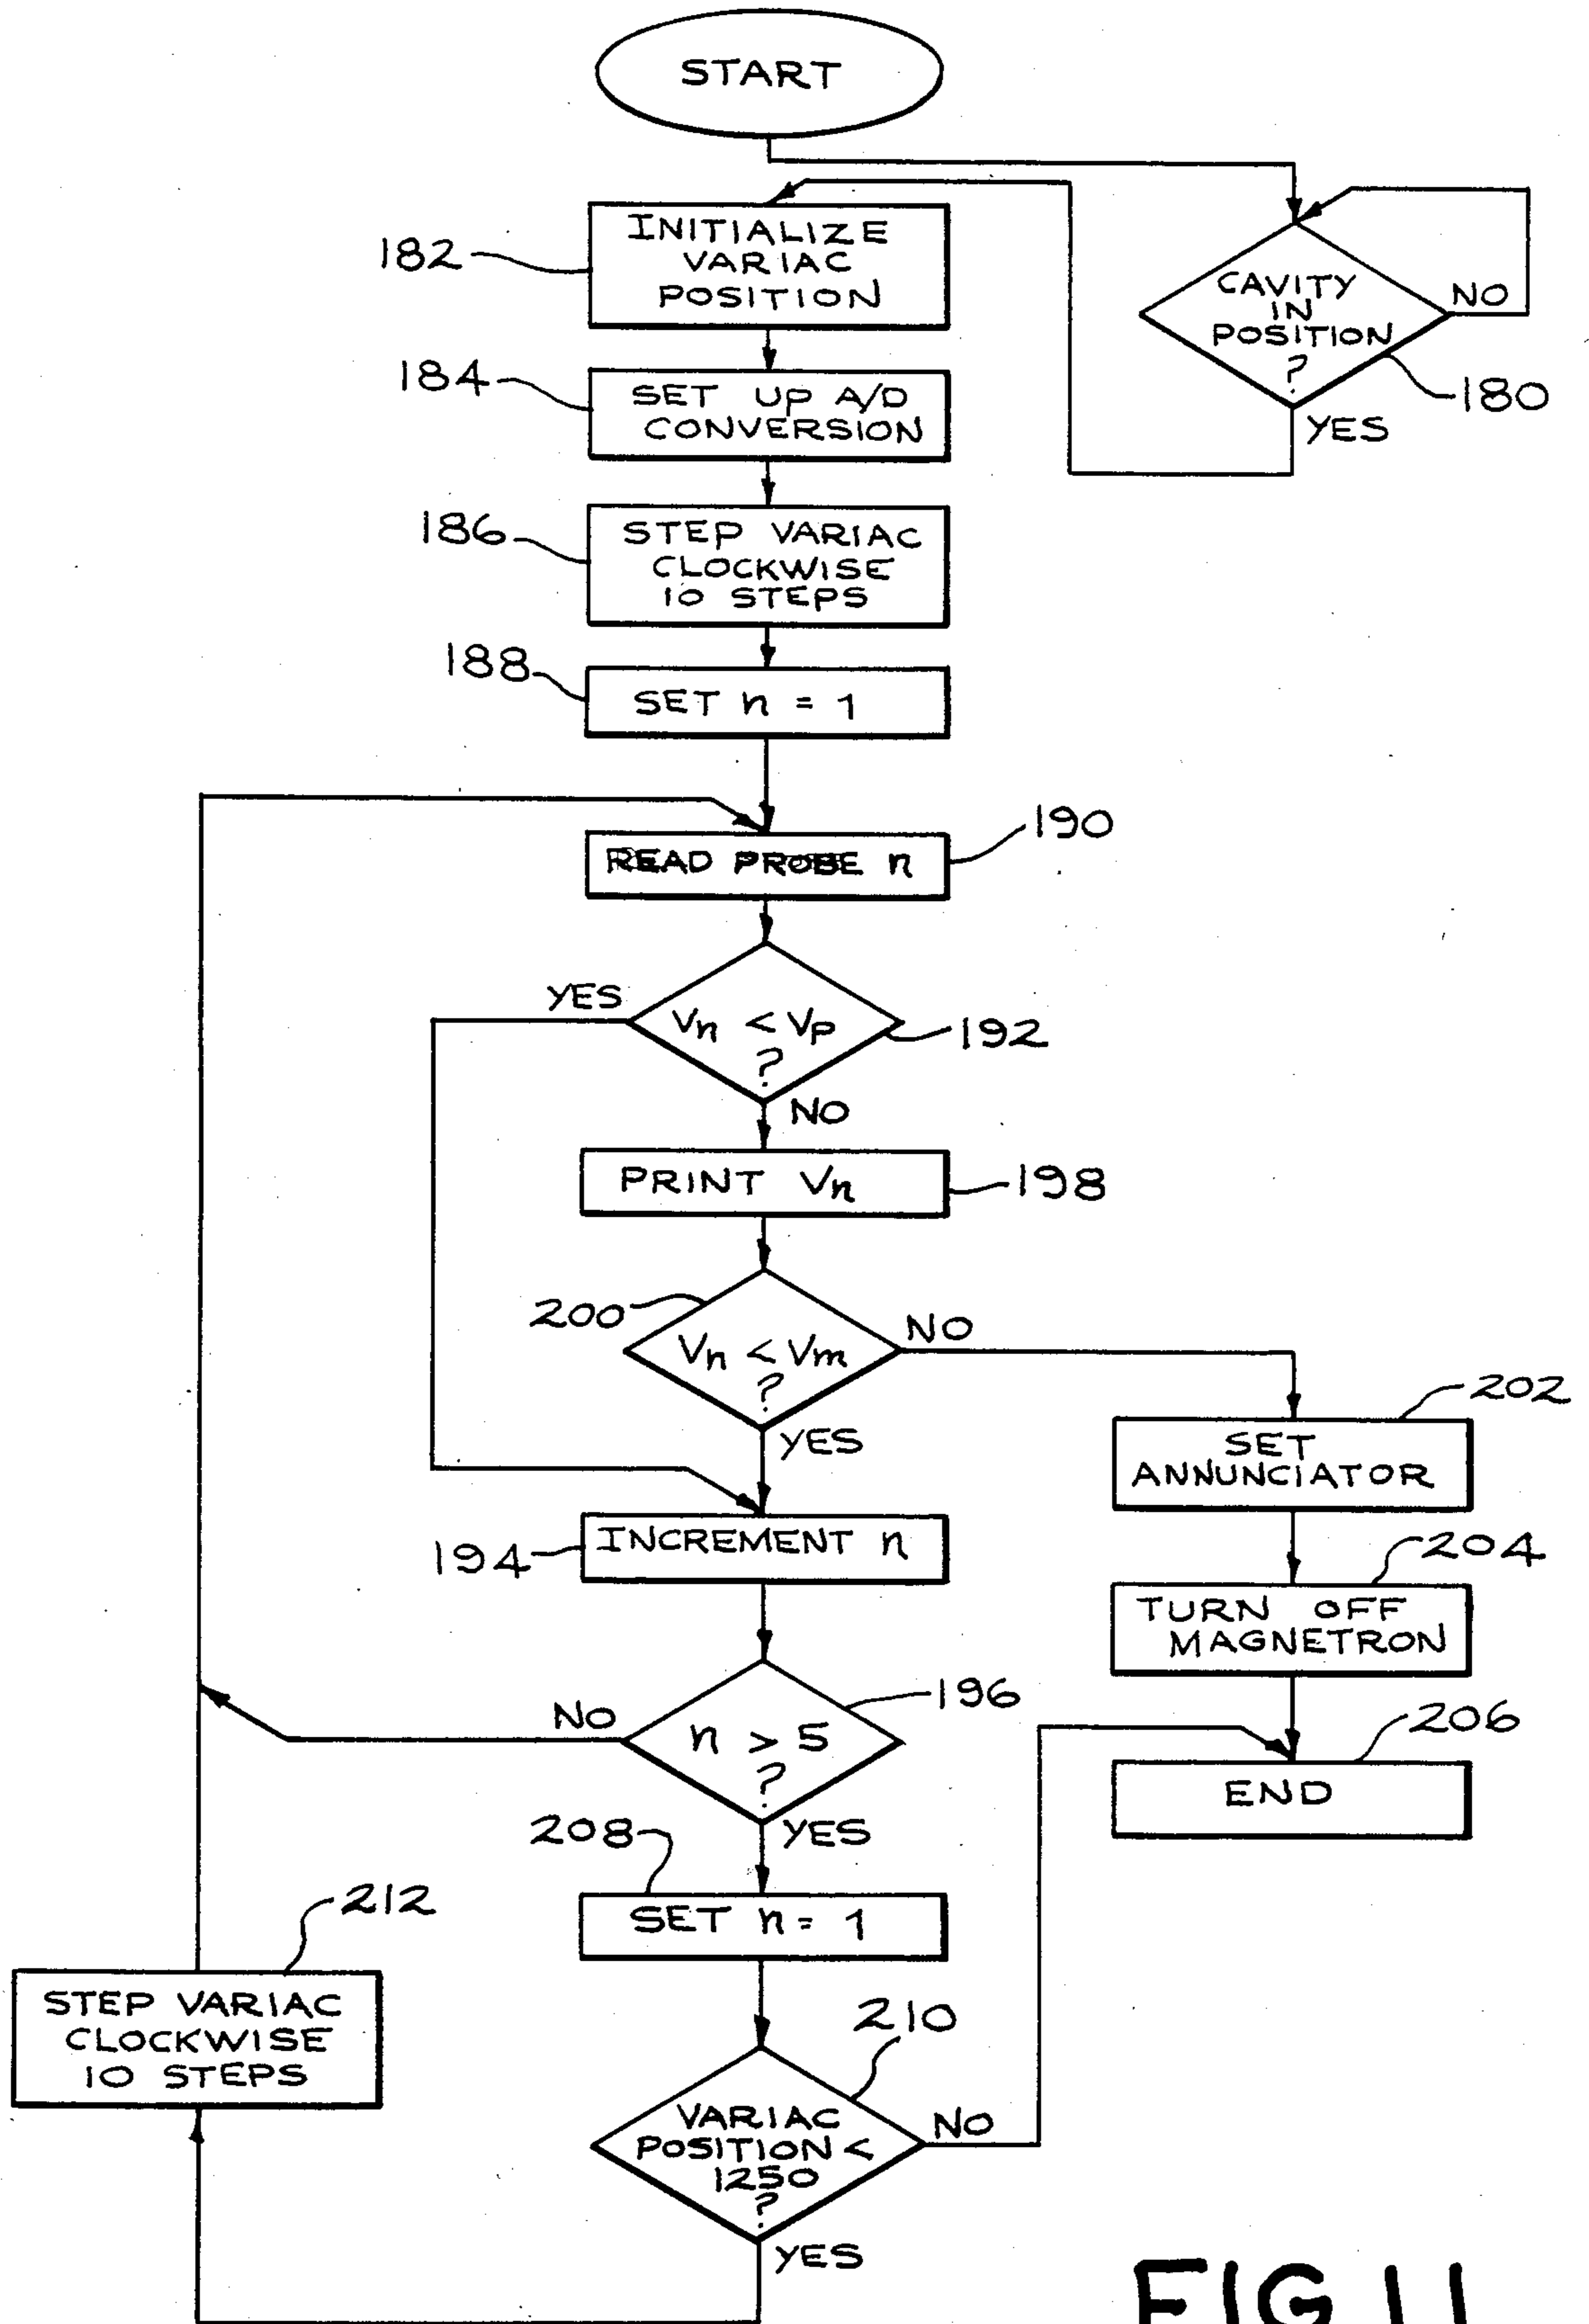 START
INITIALIZE
VARIAC
POSITION
182
CAVITY
IN
POSITION
?
NO
180
YES
184
SET UP A/D
CONVERSION
186
STEP VARIAC
CLOCKWISE
10 STEPS
188
SET n = 1
190
READ PROBE n
YES
Vn < Vp
?
192
NO
PRINT Vn
198
200
Vn < Vm
?
NO
YES
202
SET
ANNUNCIATOR
194
INCREMENT n
204
TURN OFF
MAGNETRON
NO
n > 5
?
196
YES
206
END
208
SET n = 1
212
STEP VARIAC
CLOCKWISE
10 STEPS
210
VARIAC
POSITION <
1250
?
NO
YES
FIG 11